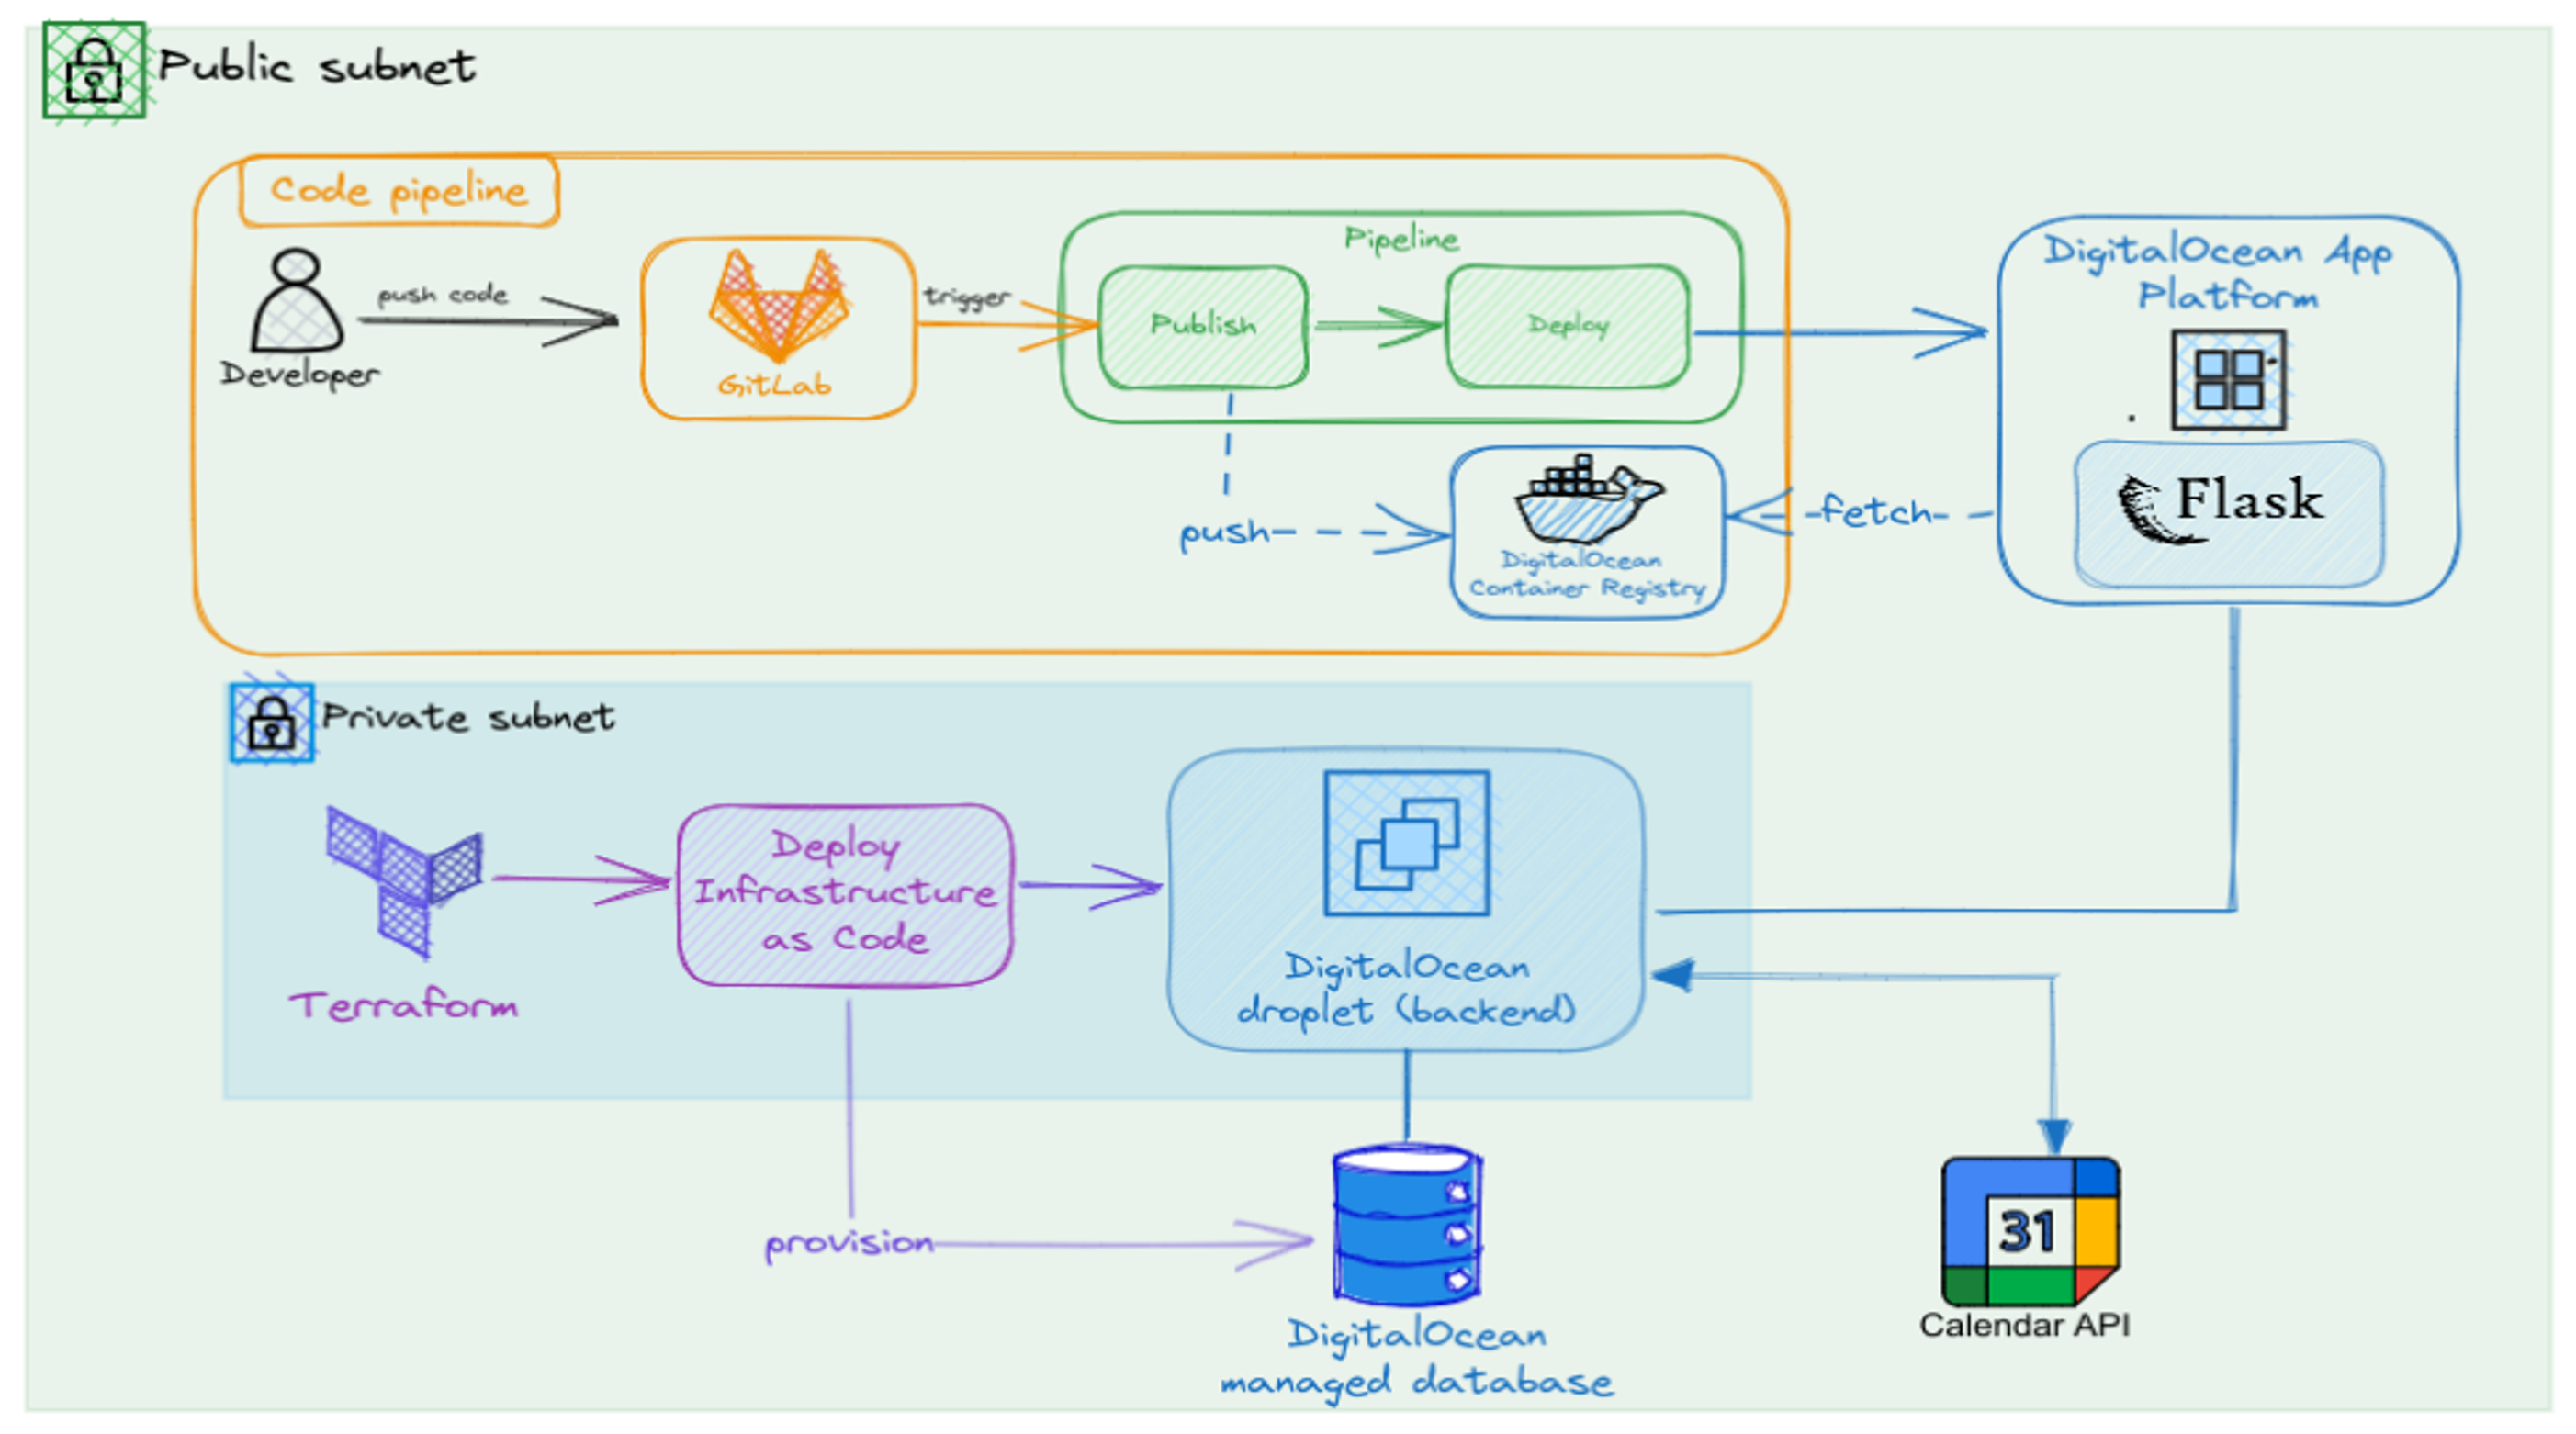 Public subnet
Code pipeline
Developer
push code
GitLab
trigger
Pipeline
Publish
Deploy
push
DigitalOcean
Container Registry
fetch
DigitalOcean App
Platform
Flask
Private subnet
Terraform
Deploy
Infrastructure
as Code
DigitalOcean
droplet (backend)
provision
DigitalOcean
managed database
31
Calendar API